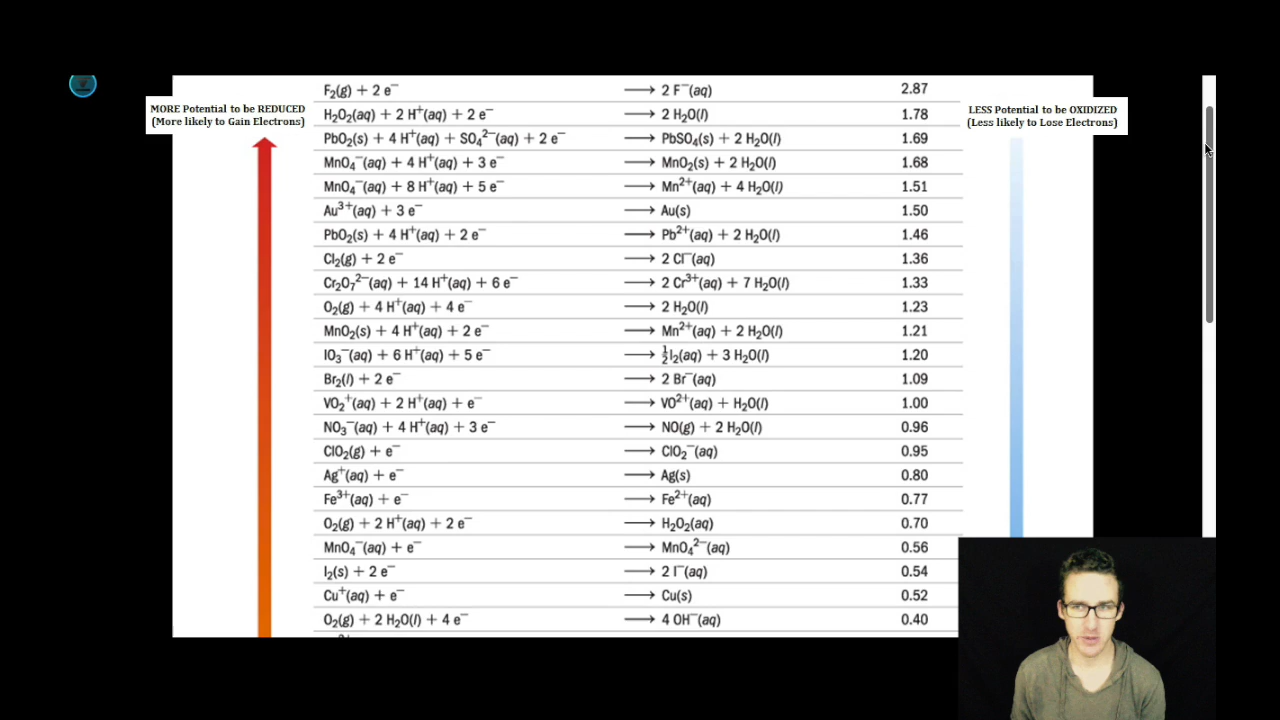 F₂(g) + 2 e⁻ ⟶ 2 F⁻(aq) 2.87
MORE Potential to be REDUCED
(More likely to Gain Electrons)
LESS Potential to be OXIDIZED
(Less likely to Lose Electrons)
H₂O₂(aq) + 2 H⁺(aq) + 2 e⁻ ⟶ 2 H₂O(l) 1.78
PbO₂(s) + 4 H⁺(aq) + SO₄²⁻(aq) + 2 e⁻ ⟶ PbSO₄(s) + 2 H₂O(l) 1.69
MnO₄⁻(aq) + 4 H⁺(aq) + 3 e⁻ ⟶ MnO₂(s) + 2 H₂O(l) 1.68
MnO₄⁻(aq) + 8 H⁺(aq) + 5 e⁻ ⟶ Mn²⁺(aq) + 4 H₂O(l) 1.51
Au³⁺(aq) + 3 e⁻ ⟶ Au(s) 1.50
PbO₂(s) + 4 H⁺(aq) + 2 e⁻ ⟶ Pb²⁺(aq) + 2 H₂O(l) 1.46
Cl₂(g) + 2 e⁻ ⟶ 2 Cl⁻(aq) 1.36
Cr₂O₇²⁻(aq) + 14 H⁺(aq) + 6 e⁻ ⟶ 2 Cr³⁺(aq) + 7 H₂O(l) 1.33
O₂(g) + 4 H⁺(aq) + 4 e⁻ ⟶ 2 H₂O(l) 1.23
MnO₂(s) + 4 H⁺(aq) + 2 e⁻ ⟶ Mn²⁺(aq) + 2 H₂O(l) 1.21
IO₃⁻(aq) + 6 H⁺(aq) + 5 e⁻ ⟶ ½I₂(aq) + 3 H₂O(l) 1.20
Br₂(l) + 2 e⁻ ⟶ 2 Br⁻(aq) 1.09
VO₂⁺(aq) + 2 H⁺(aq) + e⁻ ⟶ VO²⁺(aq) + H₂O(l) 1.00
NO₃⁻(aq) + 4 H⁺(aq) + 3 e⁻ ⟶ NO(g) + 2 H₂O(l) 0.96
ClO₂(g) + e⁻ ⟶ ClO₂⁻(aq) 0.95
Ag⁺(aq) + e⁻ ⟶ Ag(s) 0.80
Fe³⁺(aq) + e⁻ ⟶ Fe²⁺(aq) 0.77
O₂(g) + 2 H⁺(aq) + 2 e⁻ ⟶ H₂O₂(aq) 0.70
MnO₄⁻(aq) + e⁻ ⟶ MnO₄²⁻(aq) 0.56
I₂(s) + 2 e⁻ ⟶ 2 I⁻(aq) 0.54
Cu⁺(aq) + e⁻ ⟶ Cu(s) 0.52
O₂(g) + 2 H₂O(l) + 4 e⁻ ⟶ 4 OH⁻(aq) 0.40